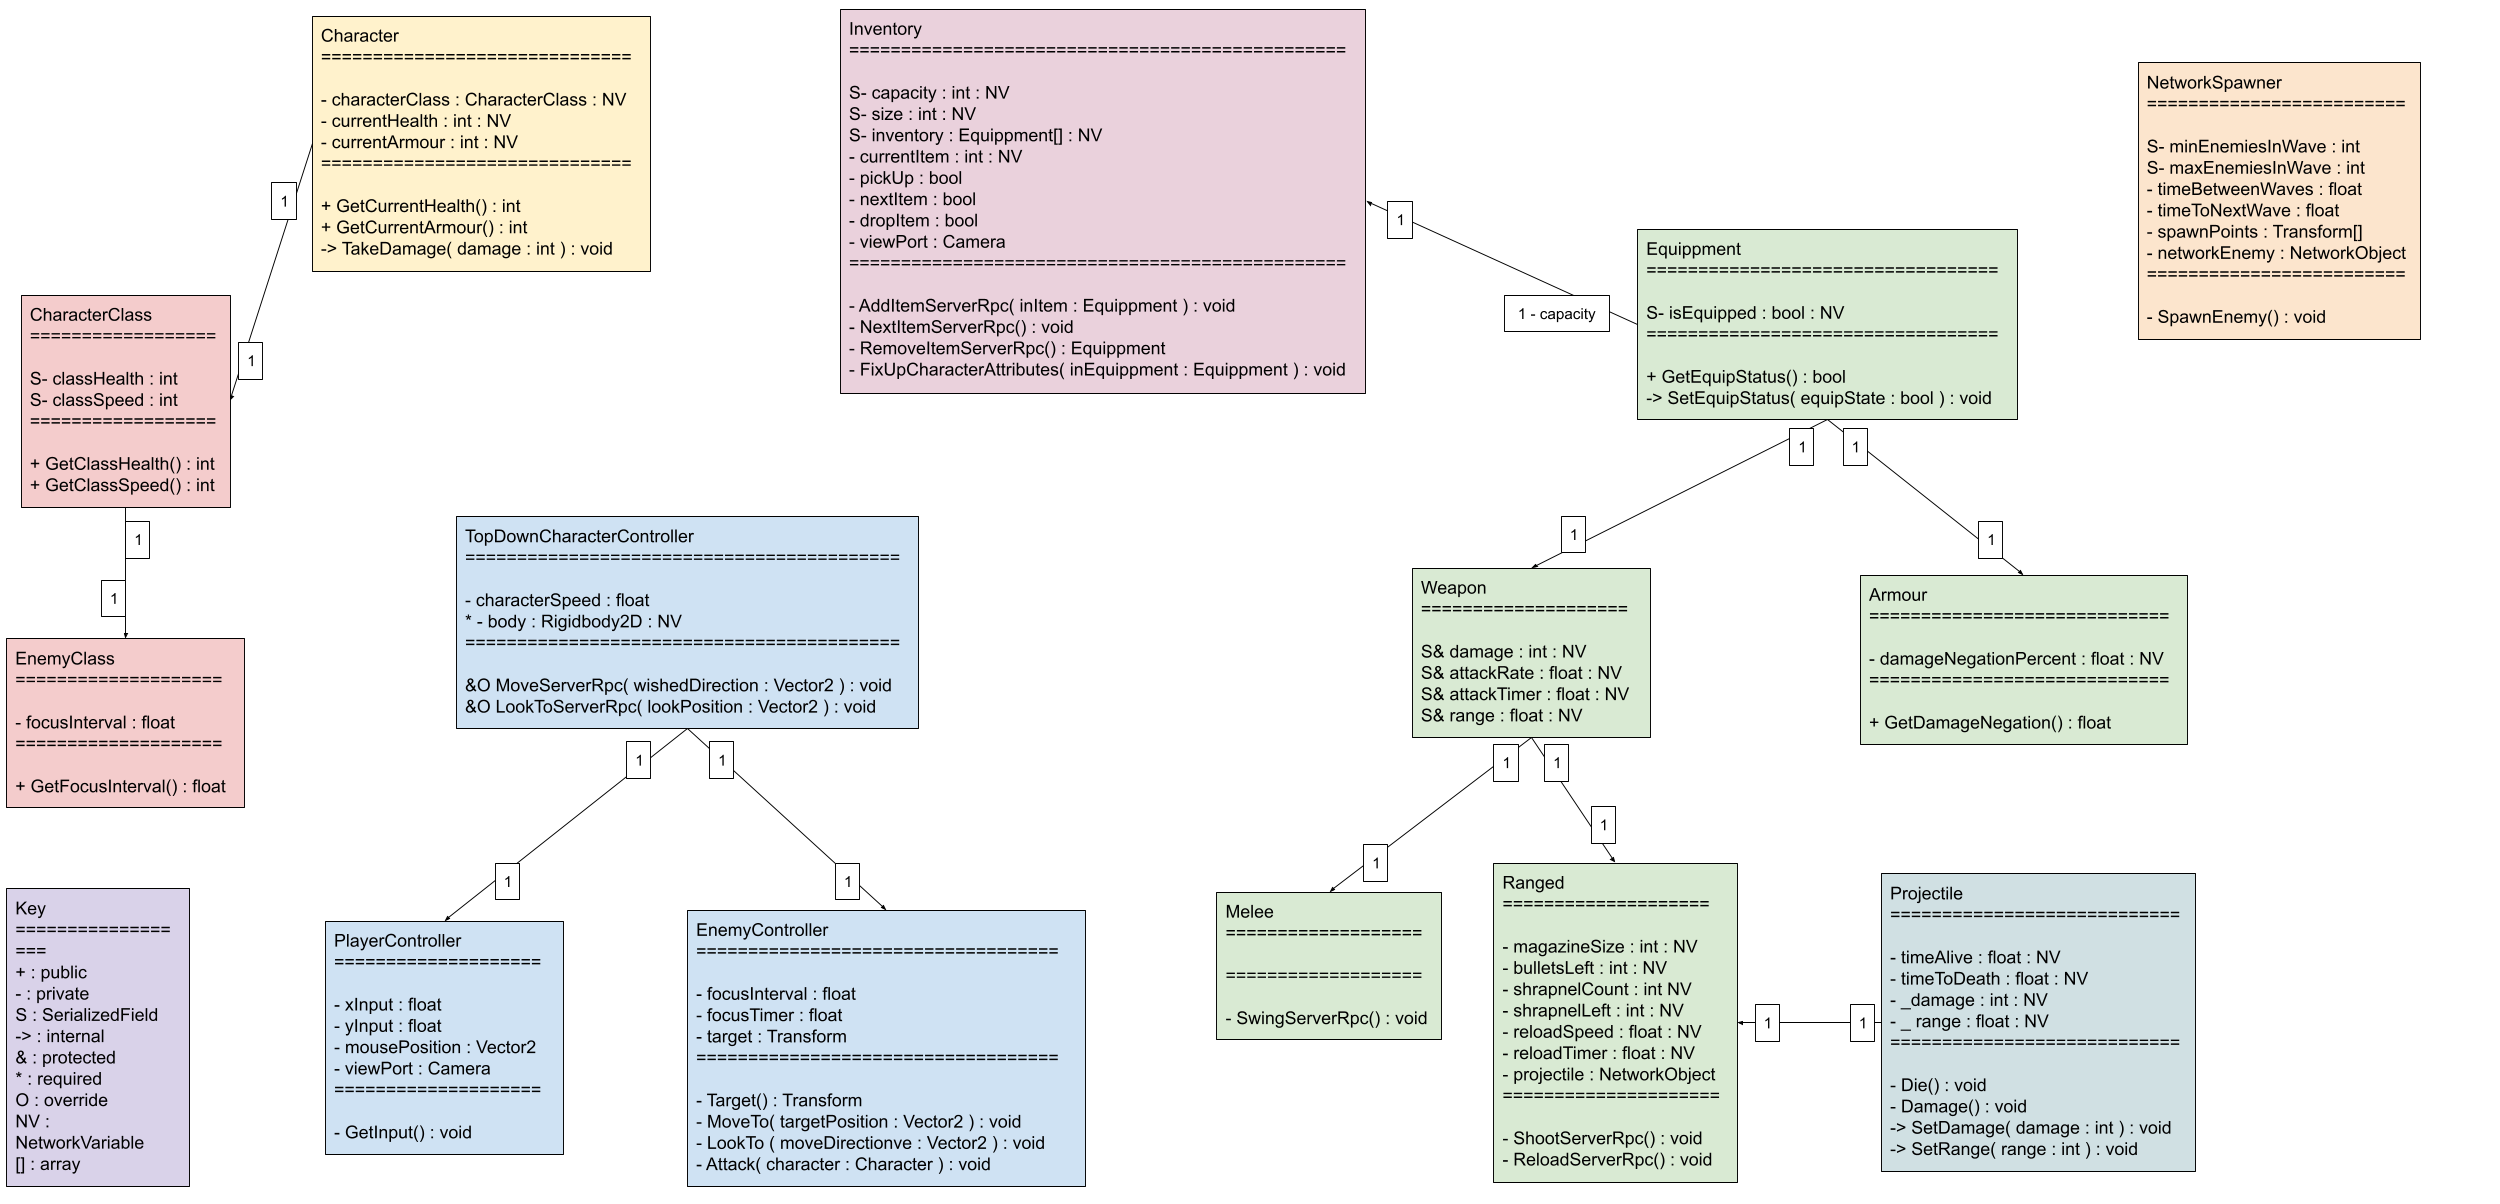 Character
==============================
- characterClass : CharacterClass : NV
- currentHealth : int : NV
- currentArmour : int : NV
==============================
+ GetCurrentHealth() : int
+ GetCurrentArmour() : int
-> TakeDamage( damage : int ) : void
1
1
CharacterClass
==================
S- classHealth : int
S- classSpeed : int
==================
+ GetClassHealth() : int
+ GetClassSpeed() : int
1
1
EnemyClass
====================
- focusInterval : float
====================
+ GetFocusInterval() : float
Key
===============
===
+ : public
- : private
S : SerializedField
-> : internal
& : protected
* : required
O : override
NV :
NetworkVariable
[] : array
Inventory
================================================
S- capacity : int : NV
S- size : int : NV
S- inventory : Equippment[] : NV
- currentItem : int : NV
- pickUp : bool
- nextItem : bool
- dropItem : bool
- viewPort : Camera
================================================
- AddItemServerRpc( inItem : Equippment ) : void
- NextItemServerRpc() : void
- RemoveItemServerRpc() : Equippment
- FixUpCharacterAttributes( inEquippment : Equippment ) : void
1
1 - capacity
TopDownCharacterController
==========================================
- characterSpeed : float
* - body : Rigidbody2D : NV
==========================================
&O MoveServerRpc( wishedDirection : Vector2 ) : void
&O LookToServerRpc( lookPosition : Vector2 ) : void
1
1
1
1
PlayerController
====================
- xInput : float
- yInput : float
- mousePosition : Vector2
- viewPort : Camera
====================
- GetInput() : void
EnemyController
===================================
- focusInterval : float
- focusTimer : float
- target : Transform
===================================
- Target() : Transform
- MoveTo( targetPosition : Vector2 ) : void
- LookTo ( moveDirectionve : Vector2 ) : void
- Attack( character : Character ) : void
Equippment
==================================
S- isEquipped : bool : NV
==================================
+ GetEquipStatus() : bool
-> SetEquipStatus( equipState : bool ) : void
1
1
1
1
NetworkSpawner
=========================
S- minEnemiesInWave : int
S- maxEnemiesInWave : int
- timeBetweenWaves : float
- timeToNextWave : float
- spawnPoints : Transform[]
- networkEnemy : NetworkObject
=========================
- SpawnEnemy() : void
Weapon
====================
S& damage : int : NV
S& attackRate : float : NV
S& attackTimer : float : NV
S& range : float : NV
1
1
1
1
Armour
=============================
- damageNegationPercent : float : NV
=============================
+ GetDamageNegation() : float
Melee
===================
===================
- SwingServerRpc() : void
Ranged
====================
- magazineSize : int : NV
- bulletsLeft : int : NV
- shrapnelCount : int NV
- shrapnelLeft : int : NV
- reloadSpeed : float : NV
- reloadTimer : float : NV
- projectile : NetworkObject
=====================
- ShootServerRpc() : void
- ReloadServerRpc() : void
1
1
Projectile
============================
- timeAlive : float : NV
- timeToDeath : float : NV
- _damage : int : NV
- _ range : float : NV
============================
- Die() : void
- Damage() : void
-> SetDamage( damage : int ) : void
-> SetRange( range : int ) : void